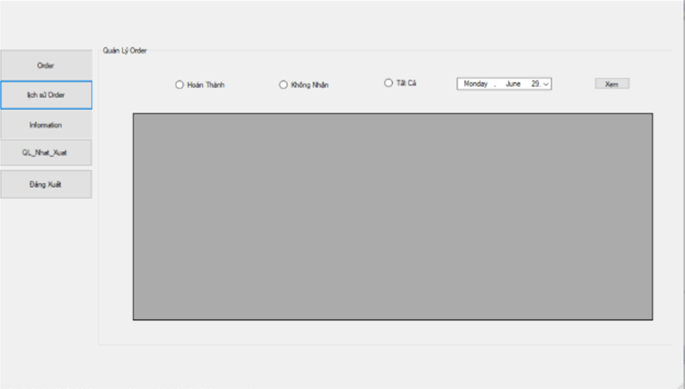 Quản Lý Order
Order
lịch sử Order
Information
QL_Nhat_Xuat
Đăng Xuất
Hoàn Thành
Không Nhận
Tất Cả
Monday , June 29,
Xem